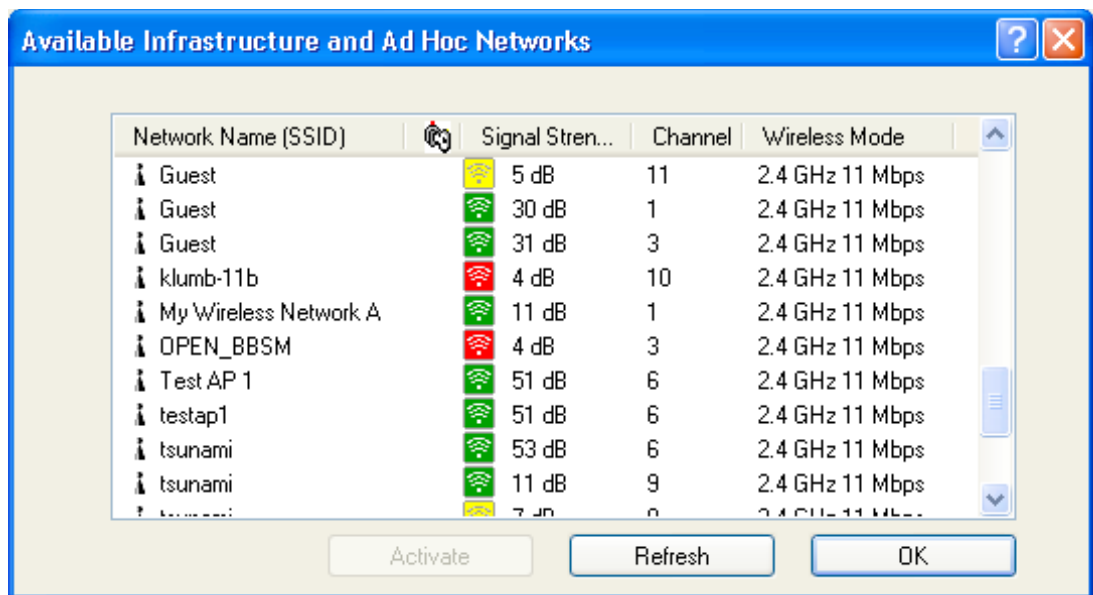 Available Infrastructure and Ad Hoc Networks
Network Name (SSID) Signal Stren... Channel Wireless Mode
Guest 5 dB 11 2.4 GHz 11 Mbps
Guest 30 dB 1 2.4 GHz 11 Mbps
Guest 31 dB 3 2.4 GHz 11 Mbps
klumb-11b 4 dB 10 2.4 GHz 11 Mbps
My Wireless Network A 11 dB 1 2.4 GHz 11 Mbps
OPEN_BBSM 4 dB 3 2.4 GHz 11 Mbps
Test AP 1 51 dB 6 2.4 GHz 11 Mbps
testap1 51 dB 6 2.4 GHz 11 Mbps
tsunami 53 dB 6 2.4 GHz 11 Mbps
tsunami 11 dB 9 2.4 GHz 11 Mbps
Activate Refresh OK